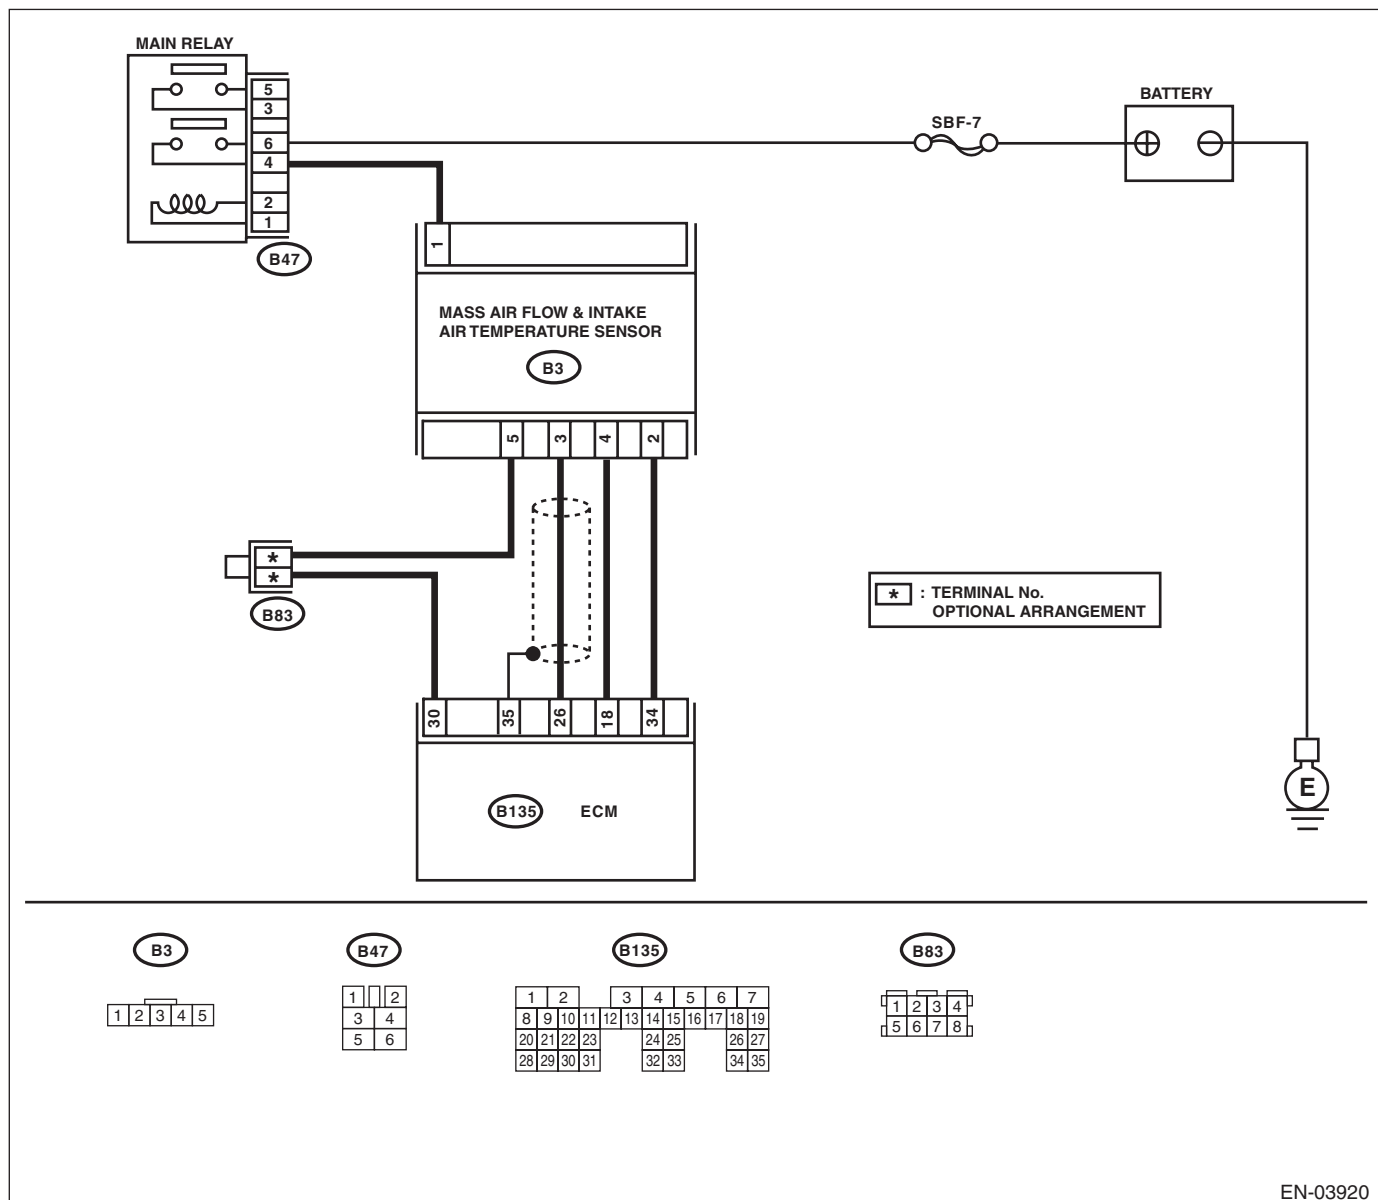 MAIN RELAY
5
3
6
4
2
1
B47
SBF-7
BATTERY
1
MASS AIR FLOW & INTAKE
AIR TEMPERATURE SENSOR
B3
5 3 4 2
*
*
B83
* : TERMINAL No.
OPTIONAL ARRANGEMENT
30 35 26 18 34
B135 ECM
E
B3
1 2 3 4 5
B47
1 2
3 4
5 6
B135
1 2 3 4 5 6 7
8 9 10 11 12 13 14 15 16 17 18 19
20 21 22 23 24 25 26 27
28 29 30 31 32 33 34 35
B83
1 2 3 4
5 6 7 8
EN-03920